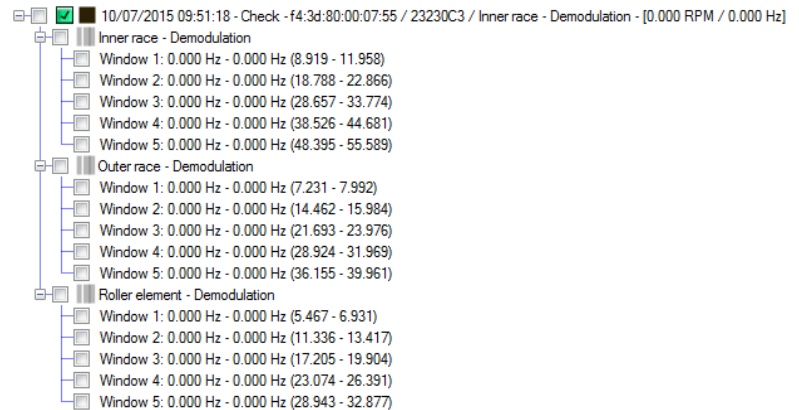 10/07/2015 09:51:18 - Check - f4:3d:80:00:07:55 / 23230C3 / Inner race - Demodulation - [0.000 RPM / 0.000 Hz]
Inner race - Demodulation
Window 1: 0.000 Hz - 0.000 Hz (8.919 - 11.958)
Window 2: 0.000 Hz - 0.000 Hz (18.788 - 22.866)
Window 3: 0.000 Hz - 0.000 Hz (28.657 - 33.774)
Window 4: 0.000 Hz - 0.000 Hz (38.526 - 44.681)
Window 5: 0.000 Hz - 0.000 Hz (48.395 - 55.589)
Outer race - Demodulation
Window 1: 0.000 Hz - 0.000 Hz (7.231 - 7.992)
Window 2: 0.000 Hz - 0.000 Hz (14.462 - 15.984)
Window 3: 0.000 Hz - 0.000 Hz (21.693 - 23.976)
Window 4: 0.000 Hz - 0.000 Hz (28.924 - 31.969)
Window 5: 0.000 Hz - 0.000 Hz (36.155 - 39.961)
Roller element - Demodulation
Window 1: 0.000 Hz - 0.000 Hz (5.467 - 6.931)
Window 2: 0.000 Hz - 0.000 Hz (11.336 - 13.417)
Window 3: 0.000 Hz - 0.000 Hz (17.205 - 19.904)
Window 4: 0.000 Hz - 0.000 Hz (23.074 - 26.391)
Window 5: 0.000 Hz - 0.000 Hz (28.943 - 32.877)